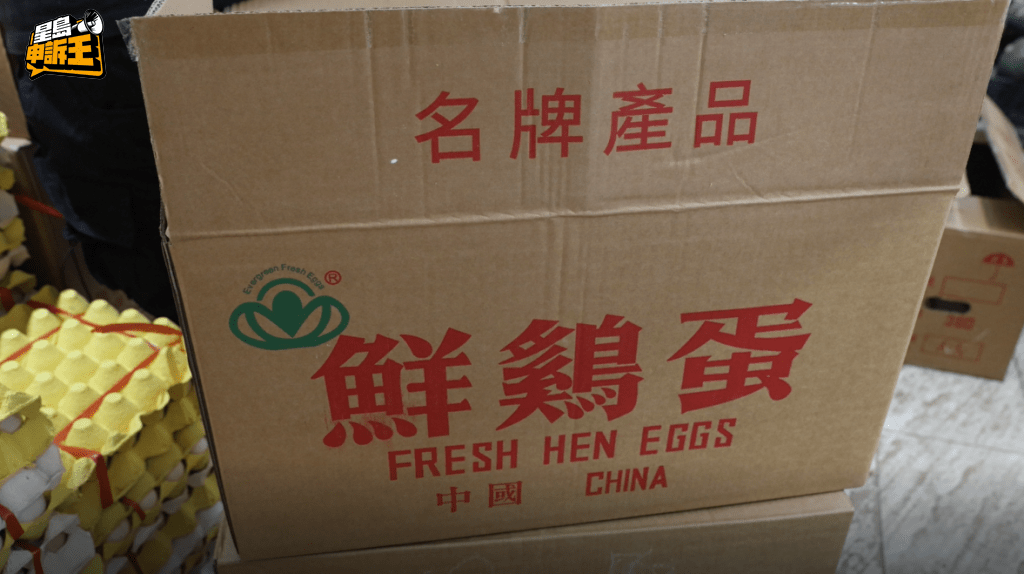 星島
申訴王
名牌產品
Evergreen Fresh Eggs ®
鮮鷄蛋
FRESH HEN EGGS
中國 CHINA